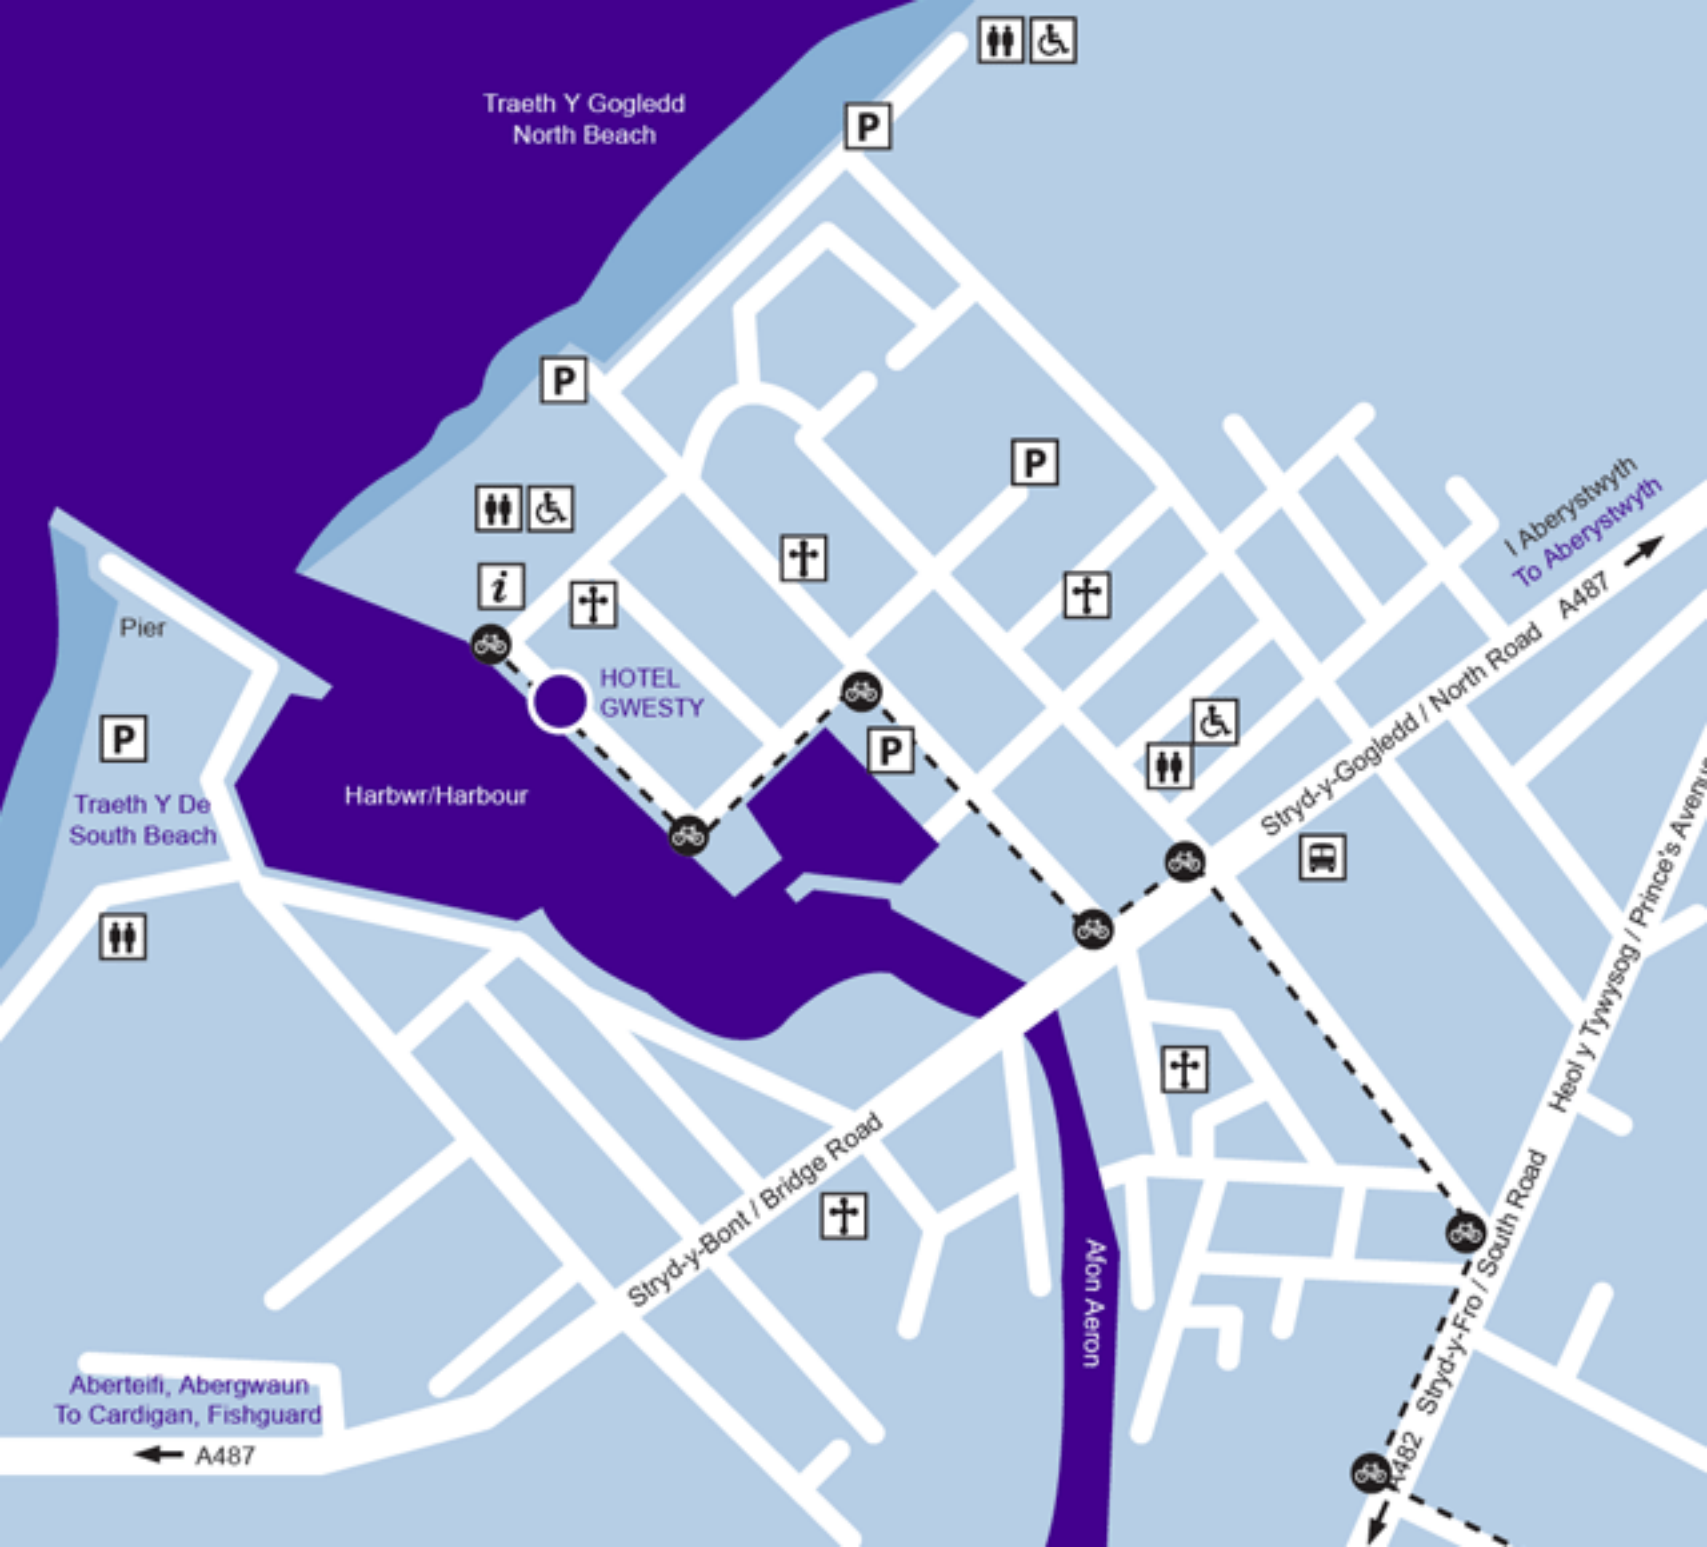 Traeth Y Gogledd
North Beach
P
P
P
I Aberystwyth
To Aberystwyth
A487
i
Pier
HOTEL
GWESTY
Stryd-y-Gogledd / North Road
P
P
Harbwr/Harbour
Traeth Y De
South Beach
Heol y Tywysog / Prince's Avenue
Stryd-y-Bont / Bridge Road
Afon Aeron
Stryd-y-Fro / South Road
Aberteifi, Abergwaun
To Cardigan, Fishguard
A487
A482